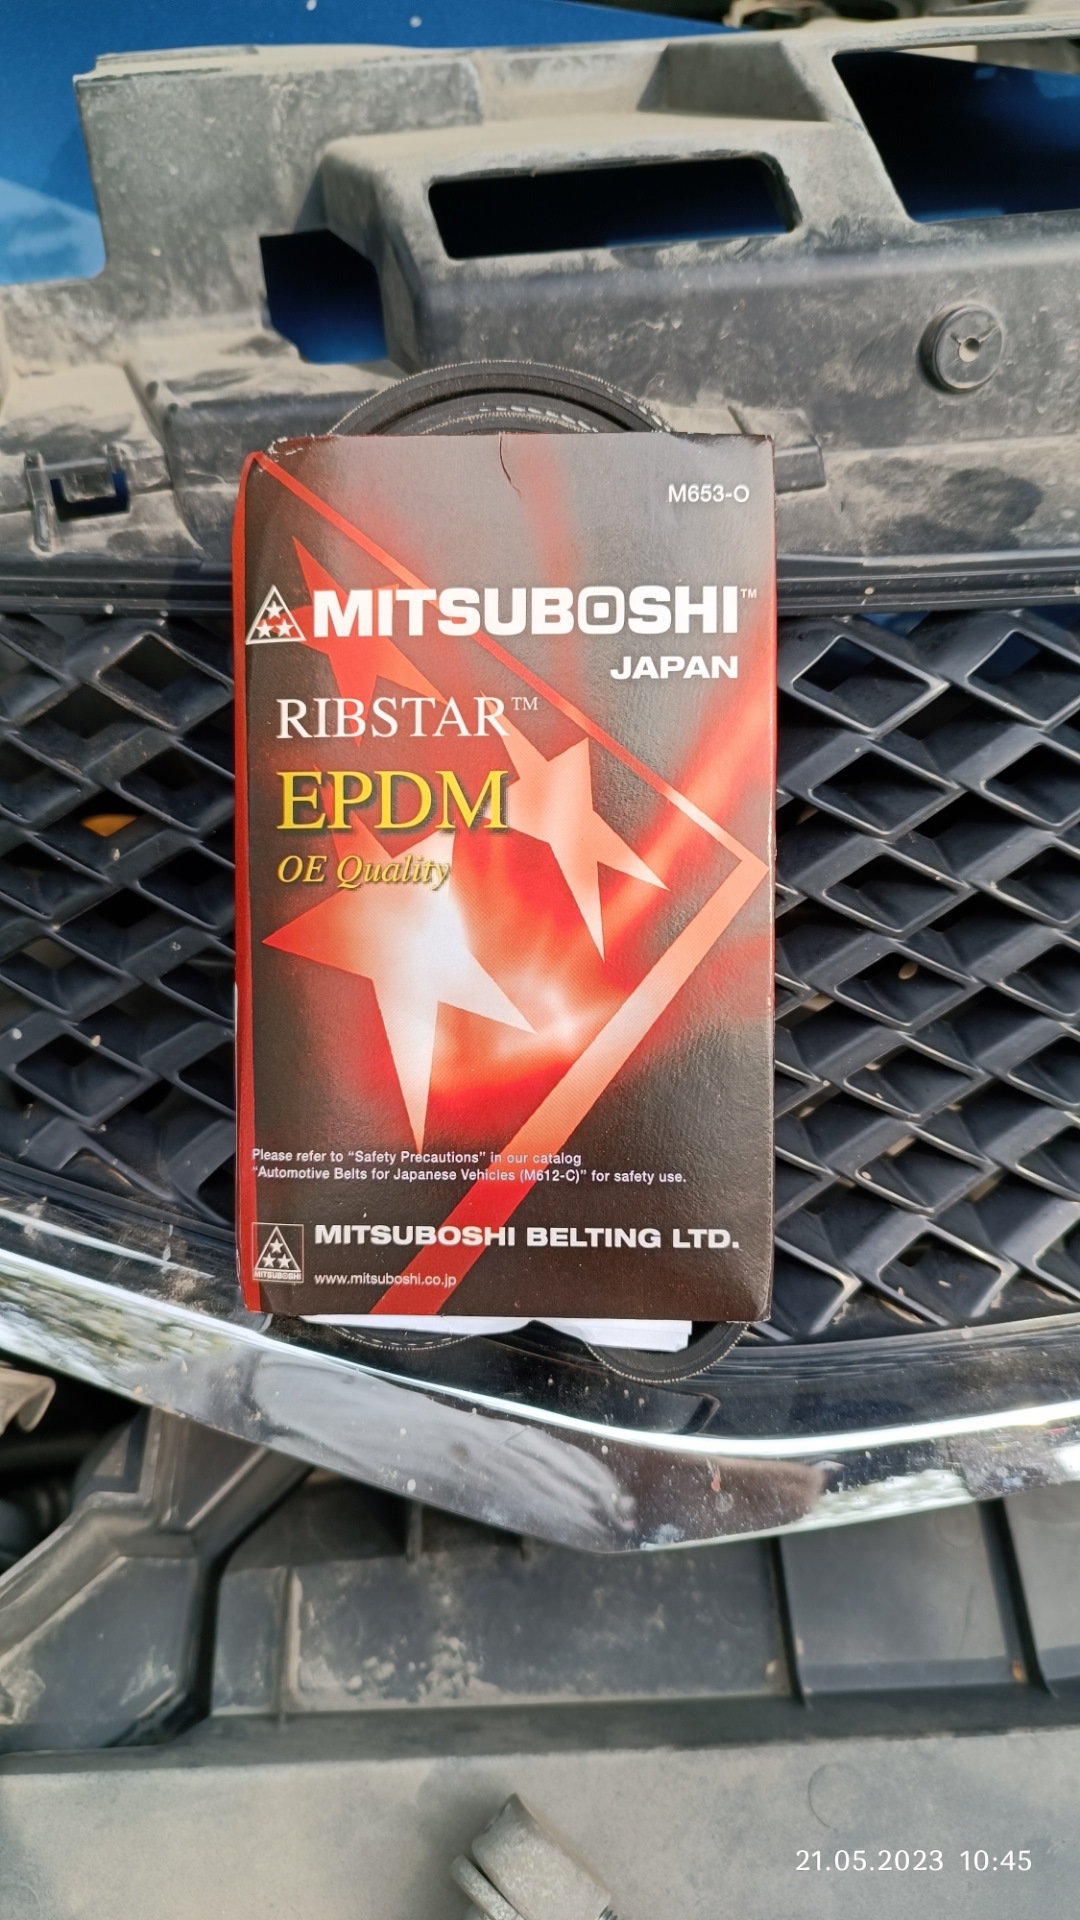 M653-O
MITSUBOSHI™
JAPAN
RIBSTAR™
EPDM
OE Quality
Please refer to “Safety Precautions” in our catalog
“Automotive Belts for Japanese Vehicles (M612-C)” for safety use.
MITSUBOSHI BELTING LTD.
MITSUBOSHI
www.mitsuboshi.co.jp
21.05.2023 10:45